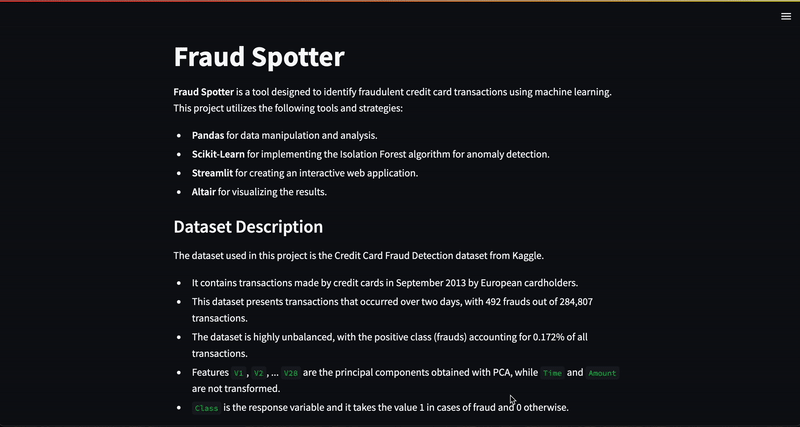 Fraud Spotter
Fraud Spotter is a tool designed to identify fraudulent credit card transactions using machine learning.
This project utilizes the following tools and strategies:
• Pandas for data manipulation and analysis.
• Scikit-Learn for implementing the Isolation Forest algorithm for anomaly detection.
• Streamlit for creating an interactive web application.
• Altair for visualizing the results.
Dataset Description
The dataset used in this project is the Credit Card Fraud Detection dataset from Kaggle.
• It contains transactions made by credit cards in September 2013 by European cardholders.
• This dataset presents transactions that occurred over two days, with 492 frauds out of 284,807
transactions.
• The dataset is highly unbalanced, with the positive class (frauds) accounting for 0.172% of all
transactions.
• Features V1, V2, ... V28 are the principal components obtained with PCA, while Time and Amount
are not transformed.
• Class is the response variable and it takes the value 1 in cases of fraud and 0 otherwise.